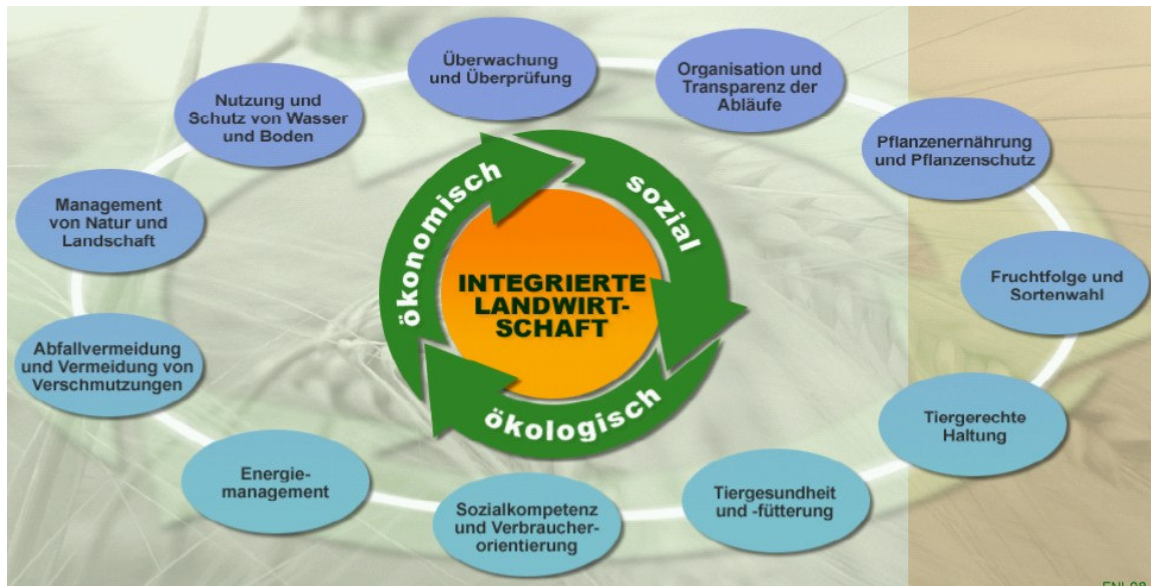 Überwachung
und Überprüfung
Organisation und
Transparenz der
Abläufe
Pflanzenernährung
und Pflanzenschutz
Fruchtfolge und
Sortenwahl
Tiergerechte
Haltung
Tiergesundheit
und -fütterung
Sozialkompetenz
und Verbraucher-
orientierung
Energie-
management
Abfallvermeidung
und Vermeidung von
Verschmutzungen
Management
von Natur und
Landschaft
Nutzung und
Schutz von Wasser
und Boden
ökonomisch
sozial
ökologisch
INTEGRIERTE
LANDWIRT-
SCHAFT